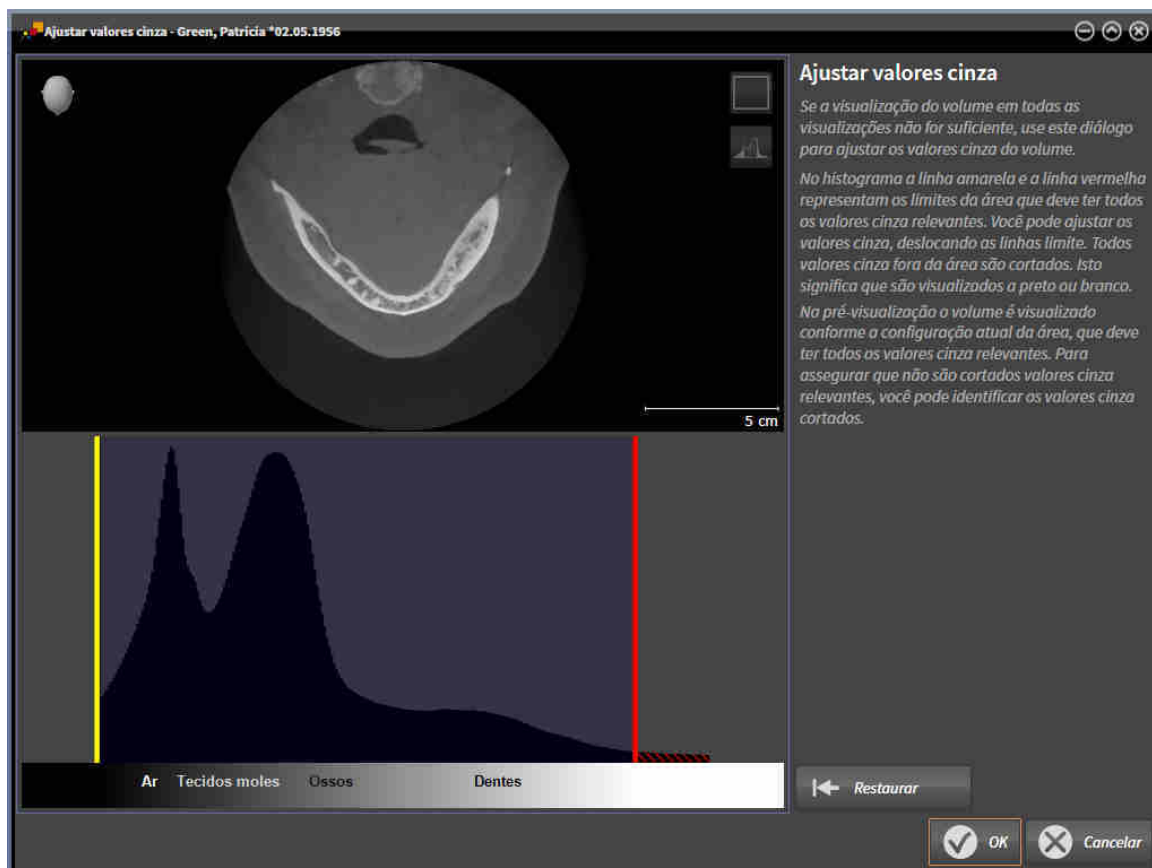 Ajustar valores cinza - Green, Patricia *02.05.1956
5 cm
Ar Tecidos moles Ossos Dentes
Ajustar valores cinza
Se a visualização do volume em todas as
visualizações não for suficiente, use este diálogo
para ajustar os valores cinza do volume.
No histograma a linha amarela e a linha vermelha
representam os limites da área que deve ter todos
os valores cinza relevantes. Você pode ajustar os
valores cinza, deslocando as linhas limite. Todos
valores cinza fora da área são cortados. Isto
significa que são visualizados a preto ou branco.
Na pré-visualização o volume é visualizado
conforme a configuração atual da área, que deve
ter todos os valores cinza relevantes. Para
assegurar que não são cortados valores cinza
relevantes, você pode identificar os valores cinza
cortados.
Restaurar
OK Cancelar